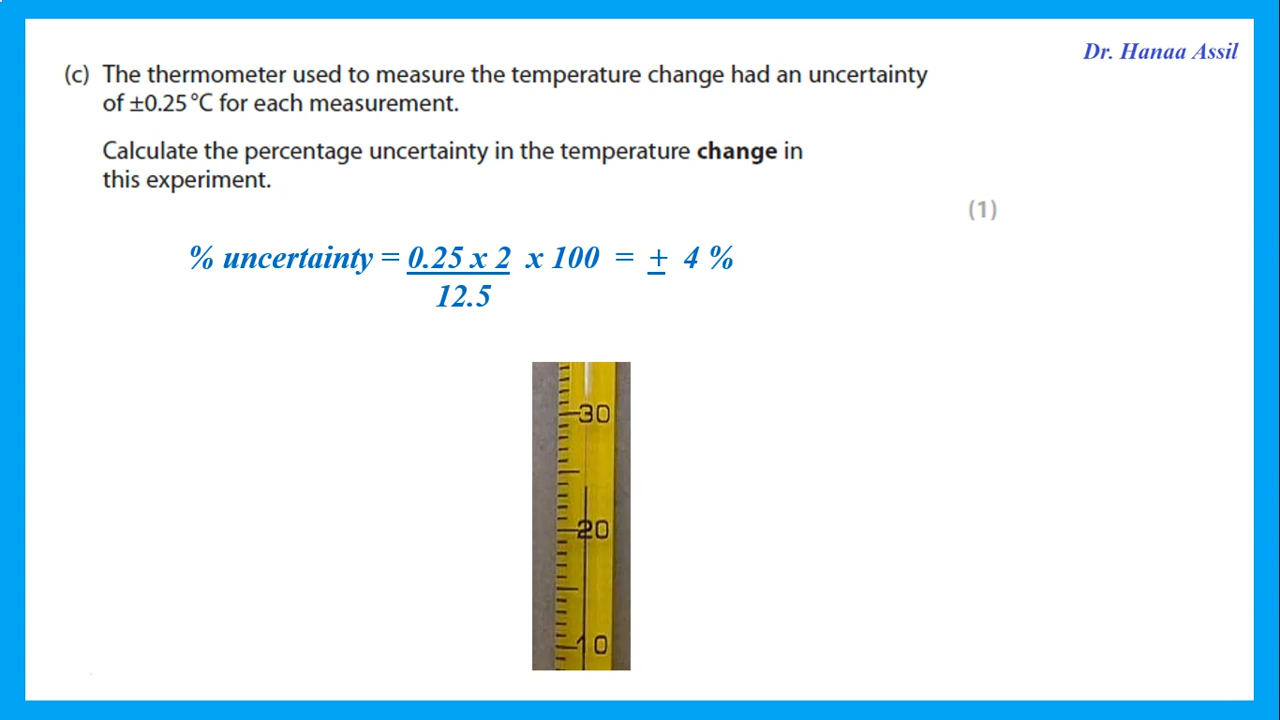 Dr. Hanaa Assil
(c) The thermometer used to measure the temperature change had an uncertainty
of ±0.25 °C for each measurement.
Calculate the percentage uncertainty in the temperature change in
this experiment.
(1)
% uncertainty = 0.25 x 2 x 100 = ± 4 %
12.5
30
20
10